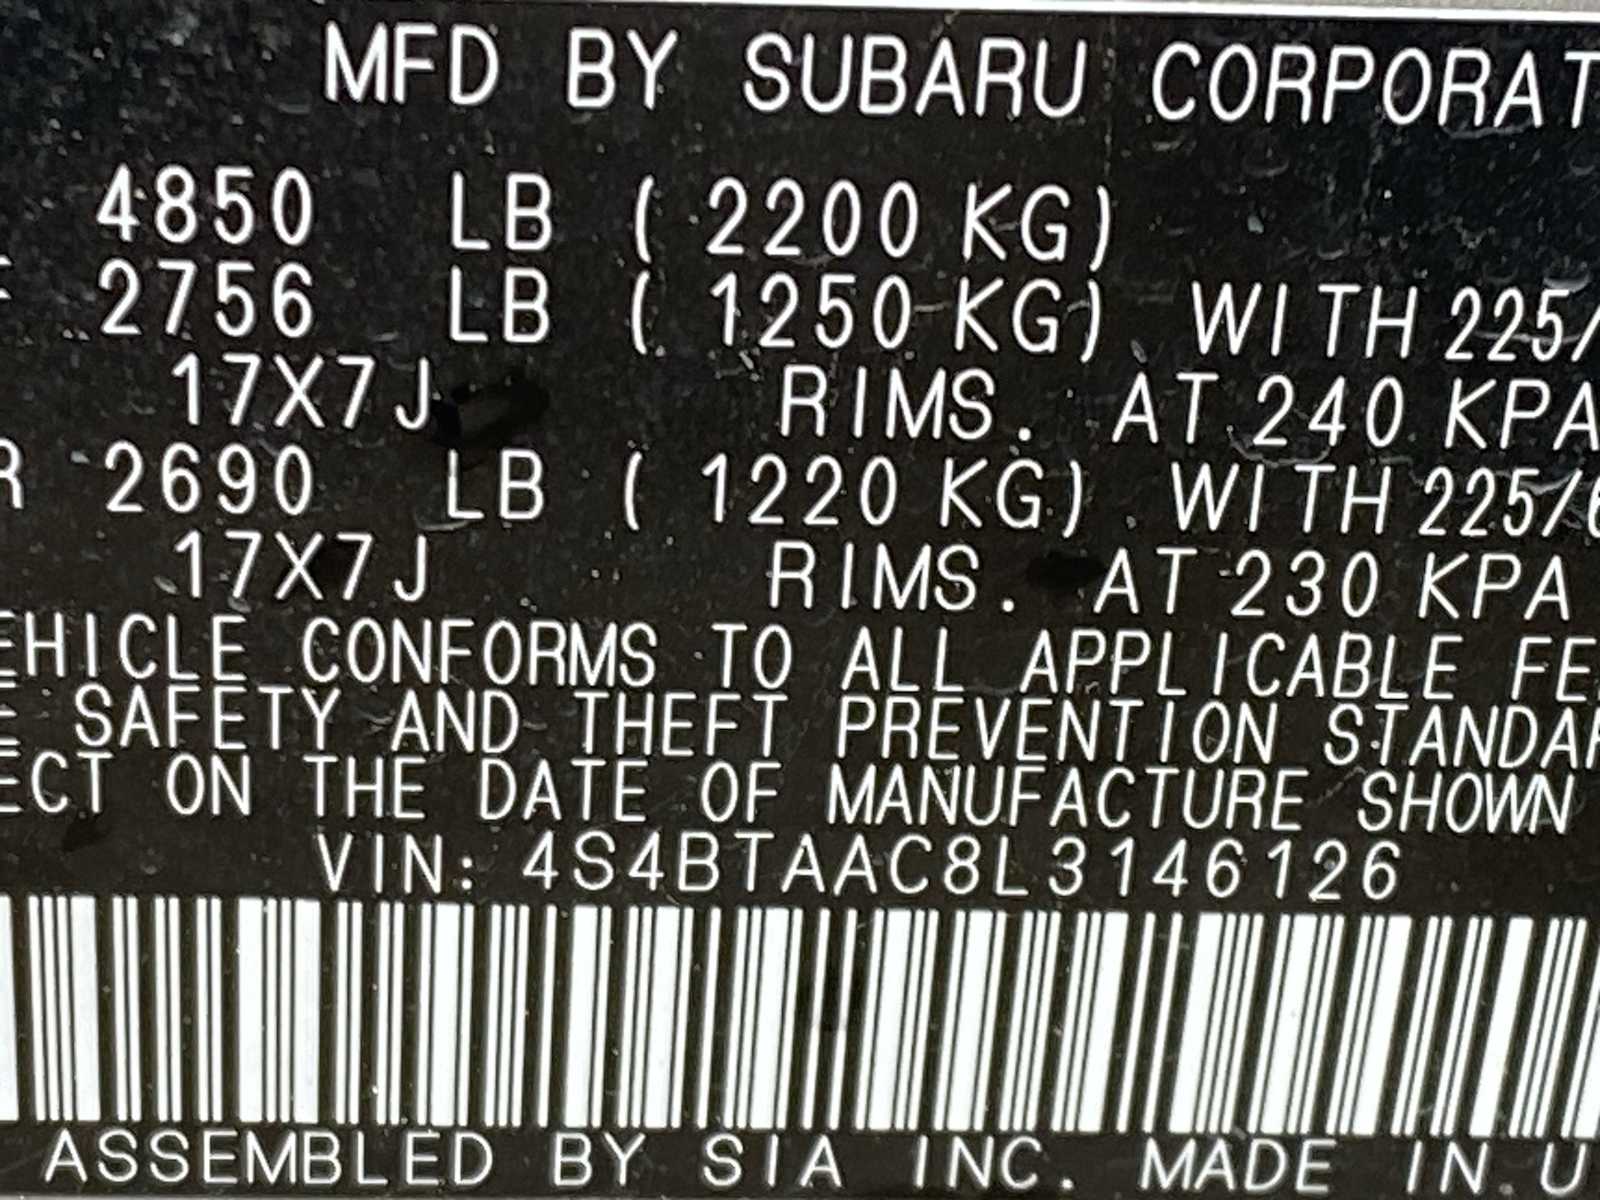 MFD BY SUBARU CORPORAT
4850 LB ( 2200 KG)
2756 LB ( 1250 KG) WITH 225/
17X7J RIMS. AT 240 KPA
R 2690 LB ( 1220 KG) WITH 225/6
17X7J RIMS. AT 230 KPA
EHICLE CONFORMS TO ALL APPLICABLE FE
E SAFETY AND THEFT PREVENTION STANDAR
ECT ON THE DATE OF MANUFACTURE SHOWN
VIN: 4S4BTAAC8L3146126
ASSEMBLED BY SIA INC. MADE IN U